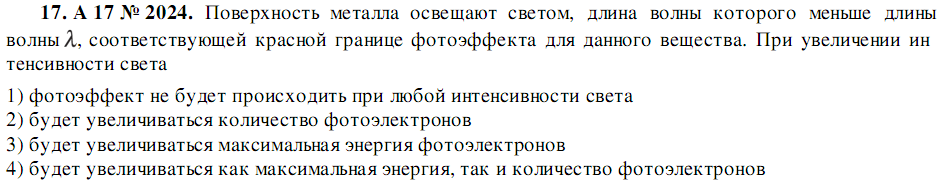 17. А 17 № 2024. Поверхность металла освещают светом, длина волны которого меньше длины
волны λ, соответствующей красной границе фотоэффекта для данного вещества. При увеличении ин
тенсивности света
1) фотоэффект не будет происходить при любой интенсивности света
2) будет увеличиваться количество фотоэлектронов
3) будет увеличиваться максимальная энергия фотоэлектронов
4) будет увеличиваться как максимальная энергия, так и количество фотоэлектронов